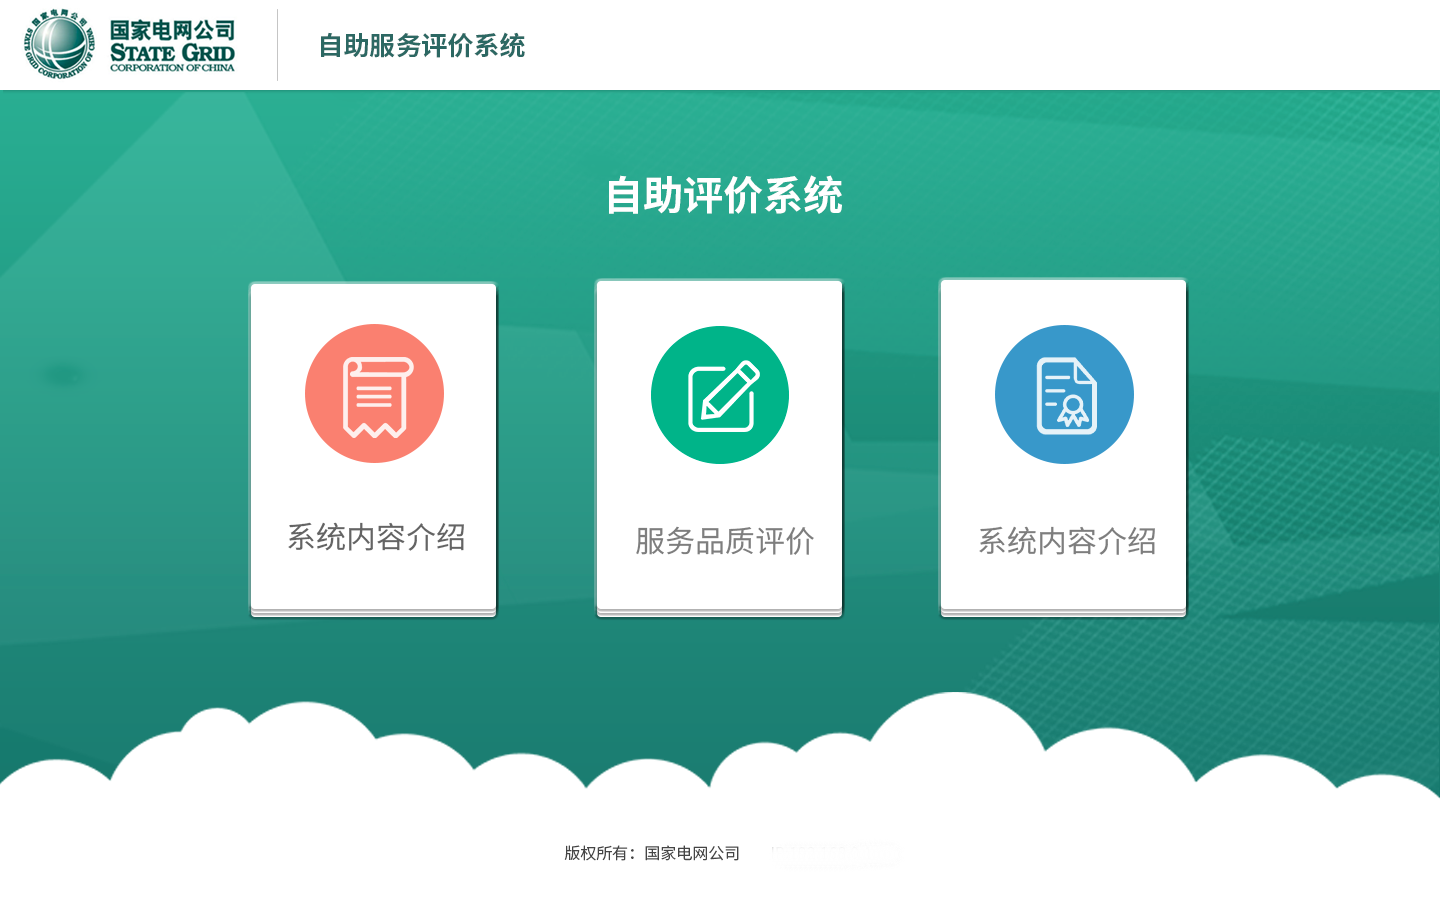 国家电网公司
STATE GRID
CORPORATION OF CHINA
自助服务评价系统
自助评价系统
系统内容介绍
服务品质评价
系统内容介绍
版权所有：国家电网公司